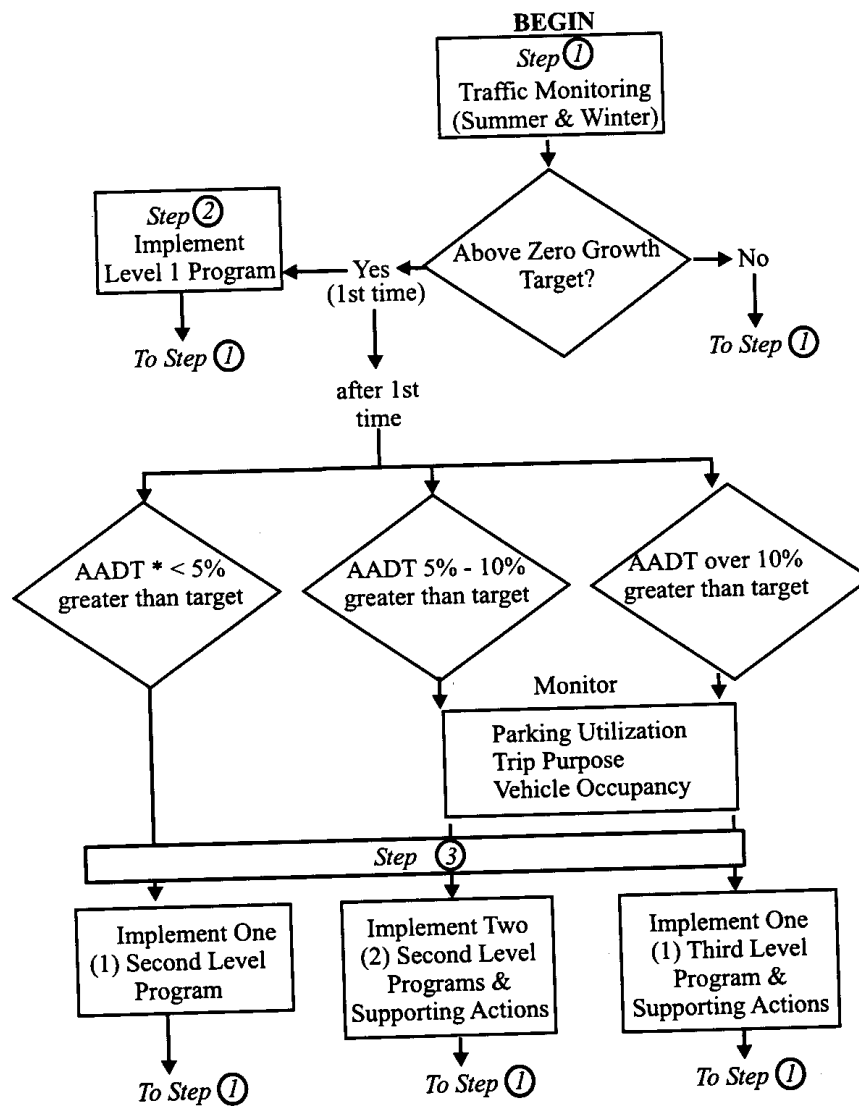 BEGIN
Step 1
Traffic Monitoring
(Summer & Winter)
Step 2
Implement
Level 1 Program
Above Zero Growth
Target?
Yes
(1st time)
No
To Step 1
To Step 1
after 1st
time
AADT * < 5%
greater than target
AADT 5% - 10%
greater than target
AADT over 10%
greater than target
Monitor
Parking Utilization
Trip Purpose
Vehicle Occupancy
Step 3
Implement One
(1) Second Level
Program
Implement Two
(2) Second Level
Programs &
Supporting Actions
Implement One
(1) Third Level
Program &
Supporting Actions
To Step 1
To Step 1
To Step 1